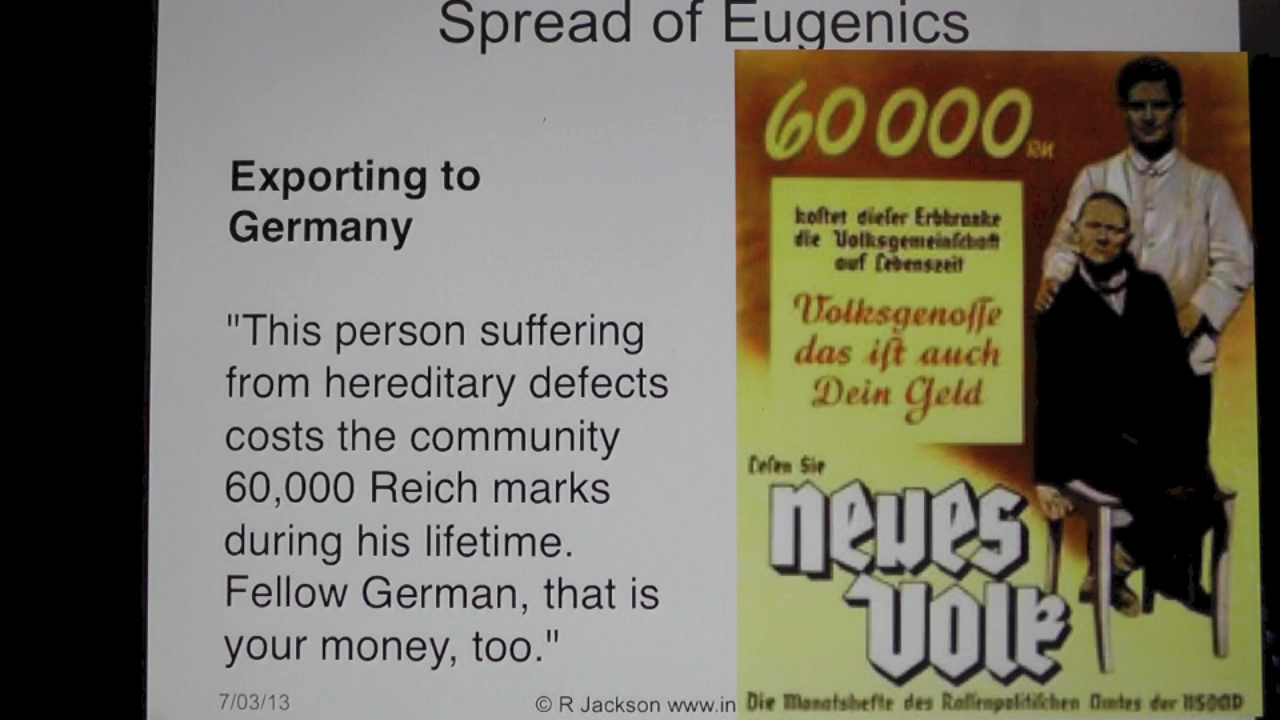 Spread of Eugenics
Exporting to
Germany
"This person suffering
from hereditary defects
costs the community
60,000 Reich marks
during his lifetime.
Fellow German, that is
your money, too."
7/03/13
© R Jackson www.in
60 000 RM
koſtet dieſer Erbkranke
die Volksgemeinſchaft
auf Lebenszeit
Volksgenoſſe
das iſt auch
Dein Geld
Leſen Sie
neues
Volk
Die Monatshefte des Raſſenpolitiſchen Amtes der NSDAP